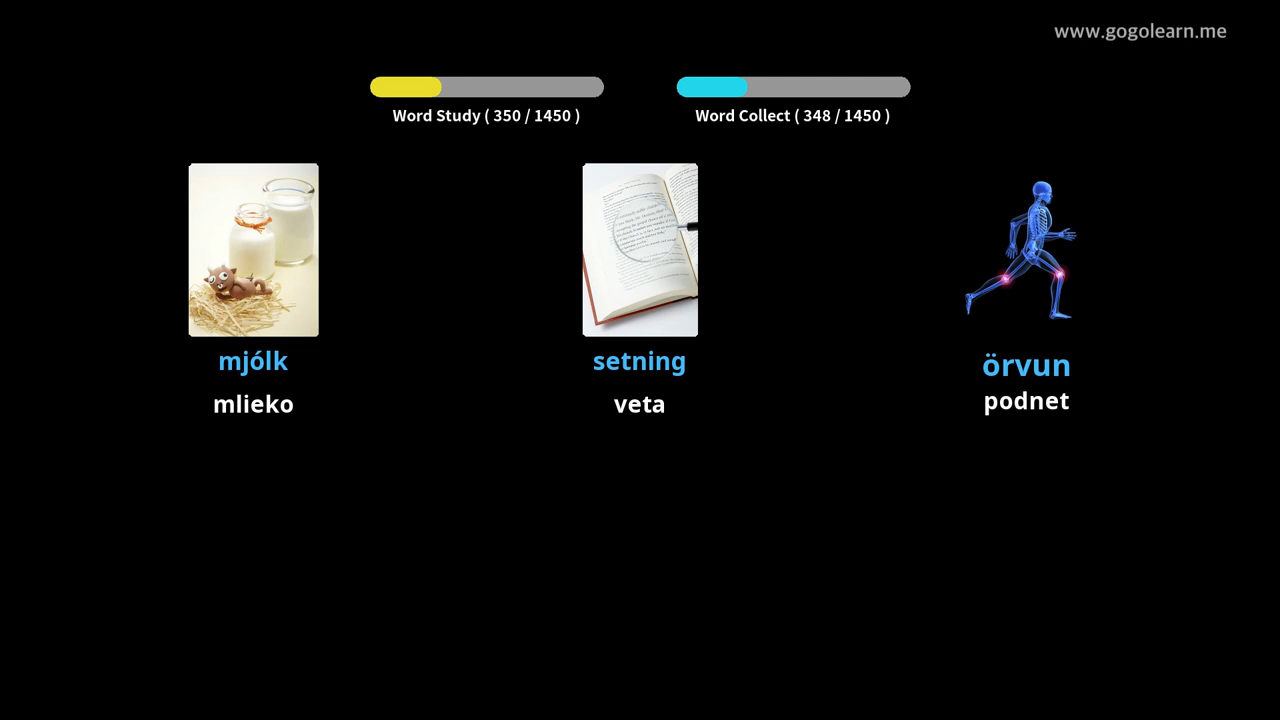 www.gogolearn.me
Word Study ( 350 / 1450 )
Word Collect ( 348 / 1450 )
mjólk
setning
örvun
mlieko
veta
podnet